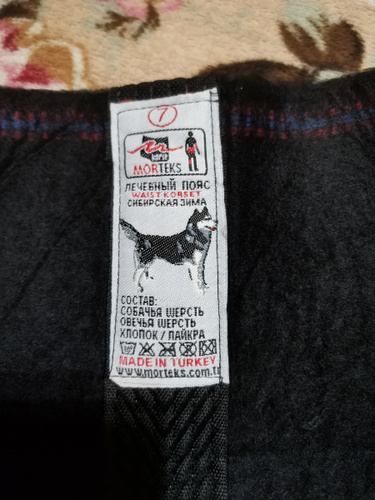 7
MORTEKS
ЛЕЧЕБНЫЙ ПОЯС
WAIST KORSET
СИБИРСКАЯ ЗИМА
СОСТАВ:
СОБАЧЬЯ ШЕРСТЬ
ОВЕЧЬЯ ШЕРСТЬ
ХЛОПОК / ЛАЙКРА
MADE IN TURKEY
www.morteks.com.tr